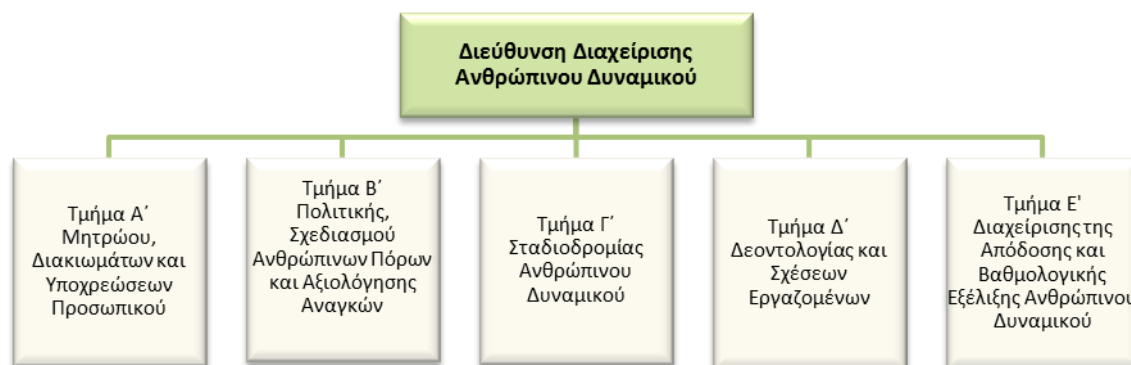 Διεύθυνση Διαχείρισης
Ανθρώπινου Δυναμικού
Τμήμα Α΄
Μητρώου,
Διακιωμάτων και
Υποχρεώσεων
Προσωπικού
Τμήμα Β΄
Πολιτικής,
Σχεδιασμού
Ανθρώπινων Πόρων
και Αξιολόγησης
Αναγκών
Τμήμα Γ΄
Σταδιοδρομίας
Ανθρώπινου
Δυναμικού
Τμήμα Δ΄
Δεοντολογίας και
Σχέσεων
Εργαζομένων
Τμήμα Ε'
Διαχείρισης της
Απόδοσης και
Βαθμολογικής
Εξέλιξης Ανθρώπινου
Δυναμικού